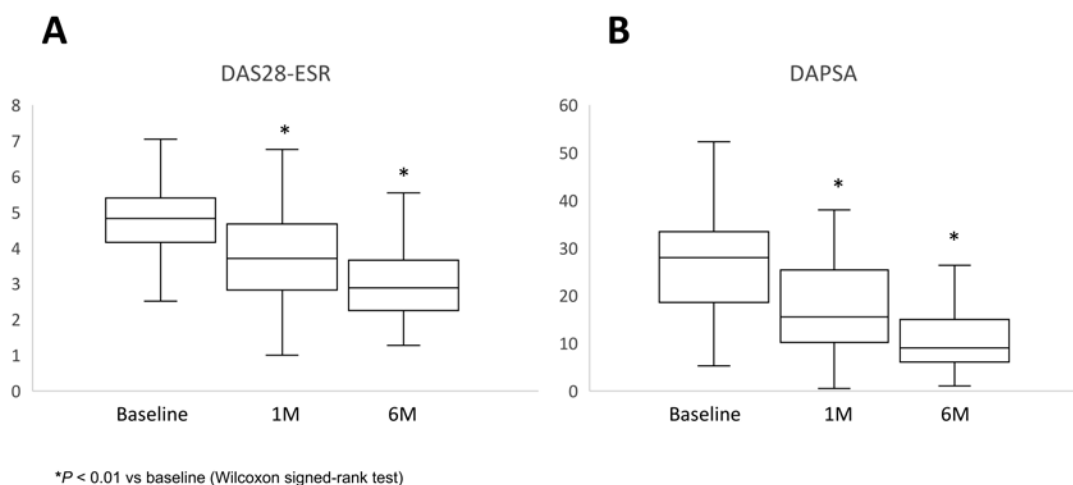 A
B
DAS28-ESR
DAPSA
8
7
6
5
4
3
2
1
0
Baseline
1M
6M
60
50
40
30
20
10
0
Baseline
1M
6M
*
*
*
*
*P < 0.01 vs baseline (Wilcoxon signed-rank test)